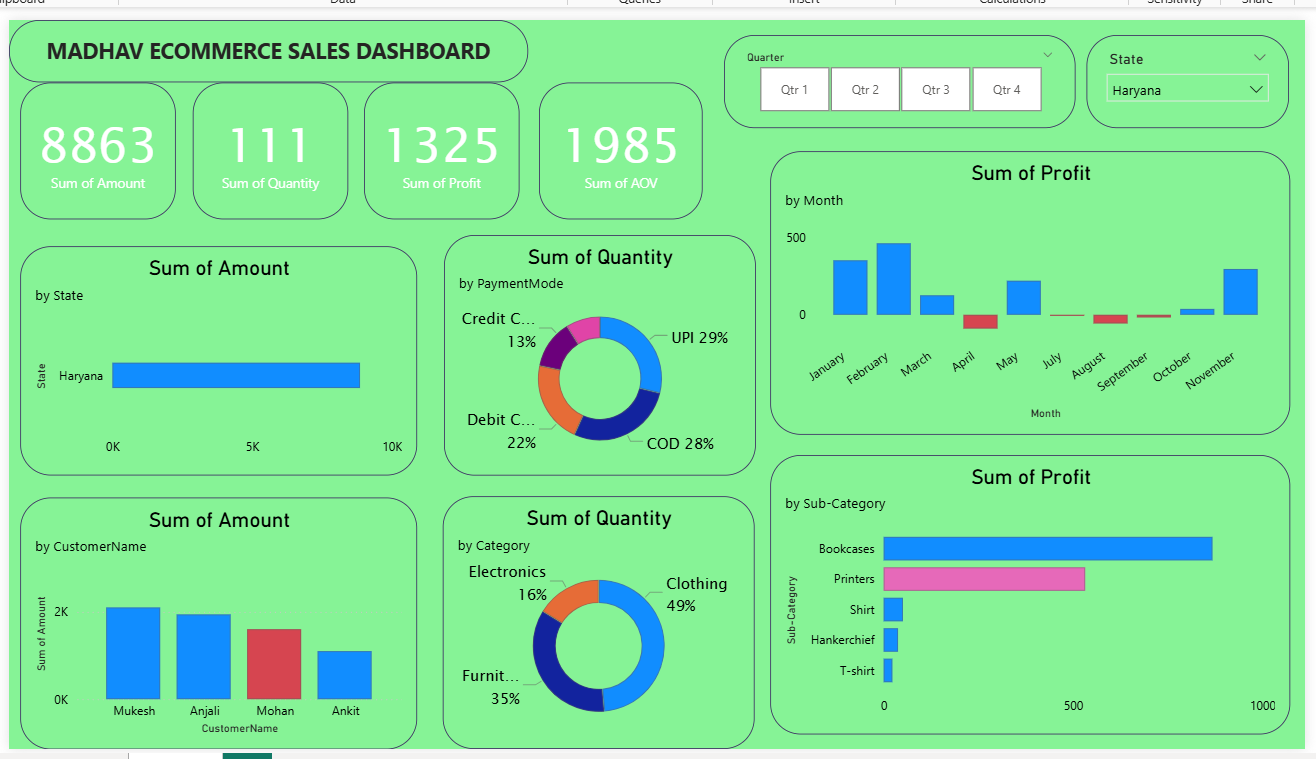 Data
Queries
Insert
Calculations
Sensitivity
Share
MADHAV ECOMMERCE SALES DASHBOARD
Quarter
Qtr 1
Qtr 2
Qtr 3
Qtr 4
State
Haryana
8863
Sum of Amount
111
Sum of Quantity
1325
Sum of Profit
1985
Sum of AOV
Sum of Amount
by State
State
Haryana
0K
5K
10K
Sum of Quantity
by PaymentMode
Credit C...
13%
UPI 29%
Debit C...
22%
COD 28%
Sum of Profit
by Month
500
0
January
February
March
April
May
July
August
September
October
November
Month
Sum of Amount
by CustomerName
Sum of Amount
2K
0K
Mukesh
Anjali
Mohan
Ankit
CustomerName
Sum of Quantity
by Category
Electronics
16%
Clothing
49%
Furnit...
35%
Sum of Profit
by Sub-Category
Sub-Category
Bookcases
Printers
Shirt
Hankerchief
T-shirt
0
500
1000